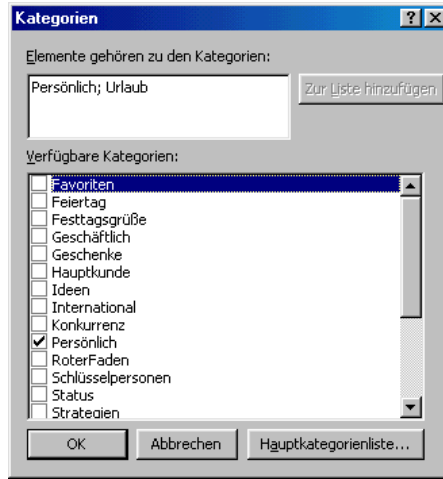 Kategorien
Elemente gehören zu den Kategorien:
Persönlich; Urlaub
Zur Liste hinzufügen
Verfügbare Kategorien:
Favoriten
Feiertag
Festtagsgrüße
Geschäftlich
Geschenke
Hauptkunde
Ideen
International
Konkurrenz
Persönlich
RoterFaden
Schlüsselpersonen
Status
Strategien
OK Abbrechen Hauptkategorienliste...